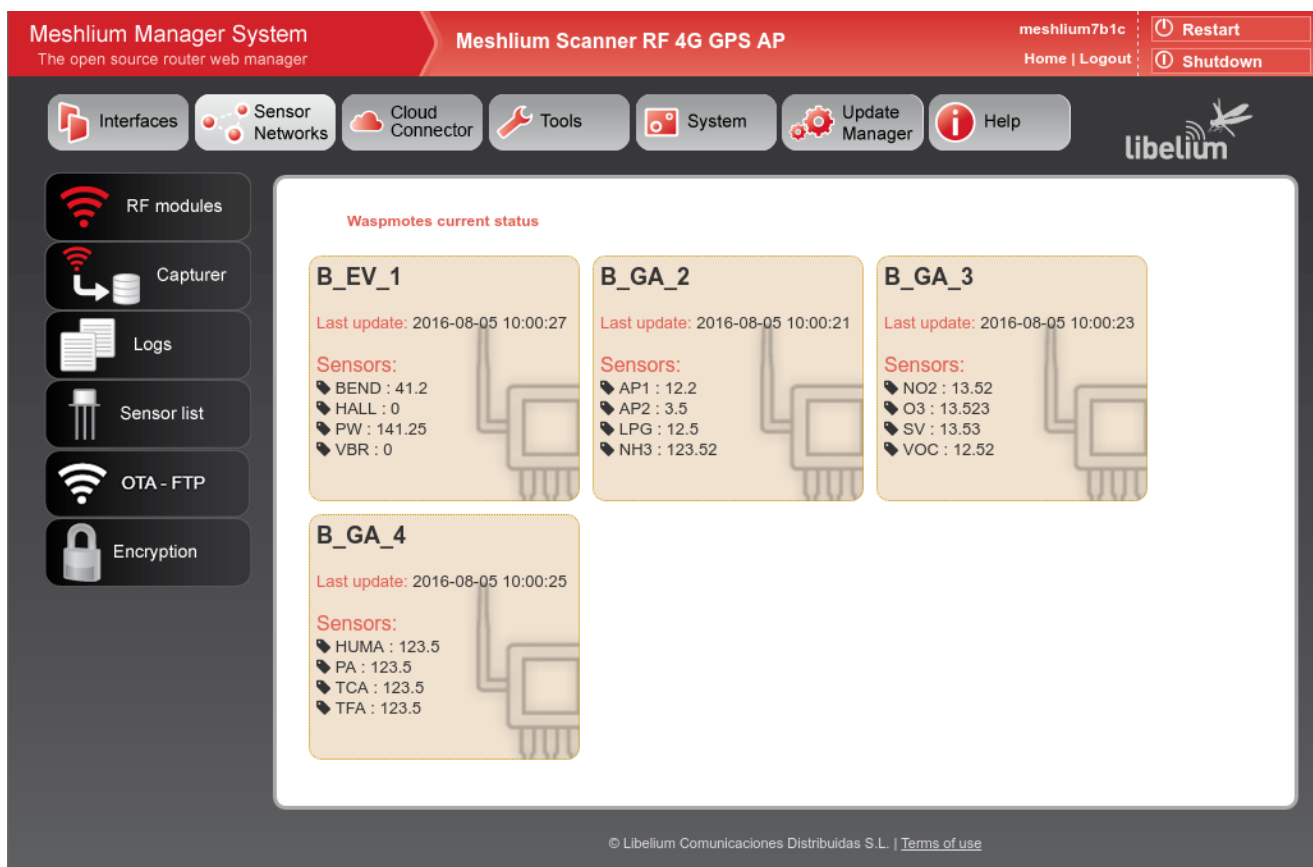 Meshlium Manager System
The open source router web manager
Meshlium Scanner RF 4G GPS AP
meshlium7b1c
Home | Logout
Restart
Shutdown
Interfaces
Sensor
Networks
Cloud
Connector
Tools
System
Update
Manager
Help
libelium
RF modules
Capturer
Logs
Sensor list
OTA - FTP
Encryption
Waspmotes current status
B_EV_1
Last update: 2016-08-05 10:00:27
Sensors:
BEND : 41.2
HALL : 0
PW : 141.25
VBR : 0
B_GA_2
Last update: 2016-08-05 10:00:21
Sensors:
AP1 : 12.2
AP2 : 3.5
LPG : 12.5
NH3 : 123.52
B_GA_3
Last update: 2016-08-05 10:00:23
Sensors:
NO2 : 13.52
O3 : 13.523
SV : 13.53
VOC : 12.52
B_GA_4
Last update: 2016-08-05 10:00:25
Sensors:
HUMA : 123.5
PA : 123.5
TCA : 123.5
TFA : 123.5
© Libelium Comunicaciones Distribuidas S.L. | Terms of use